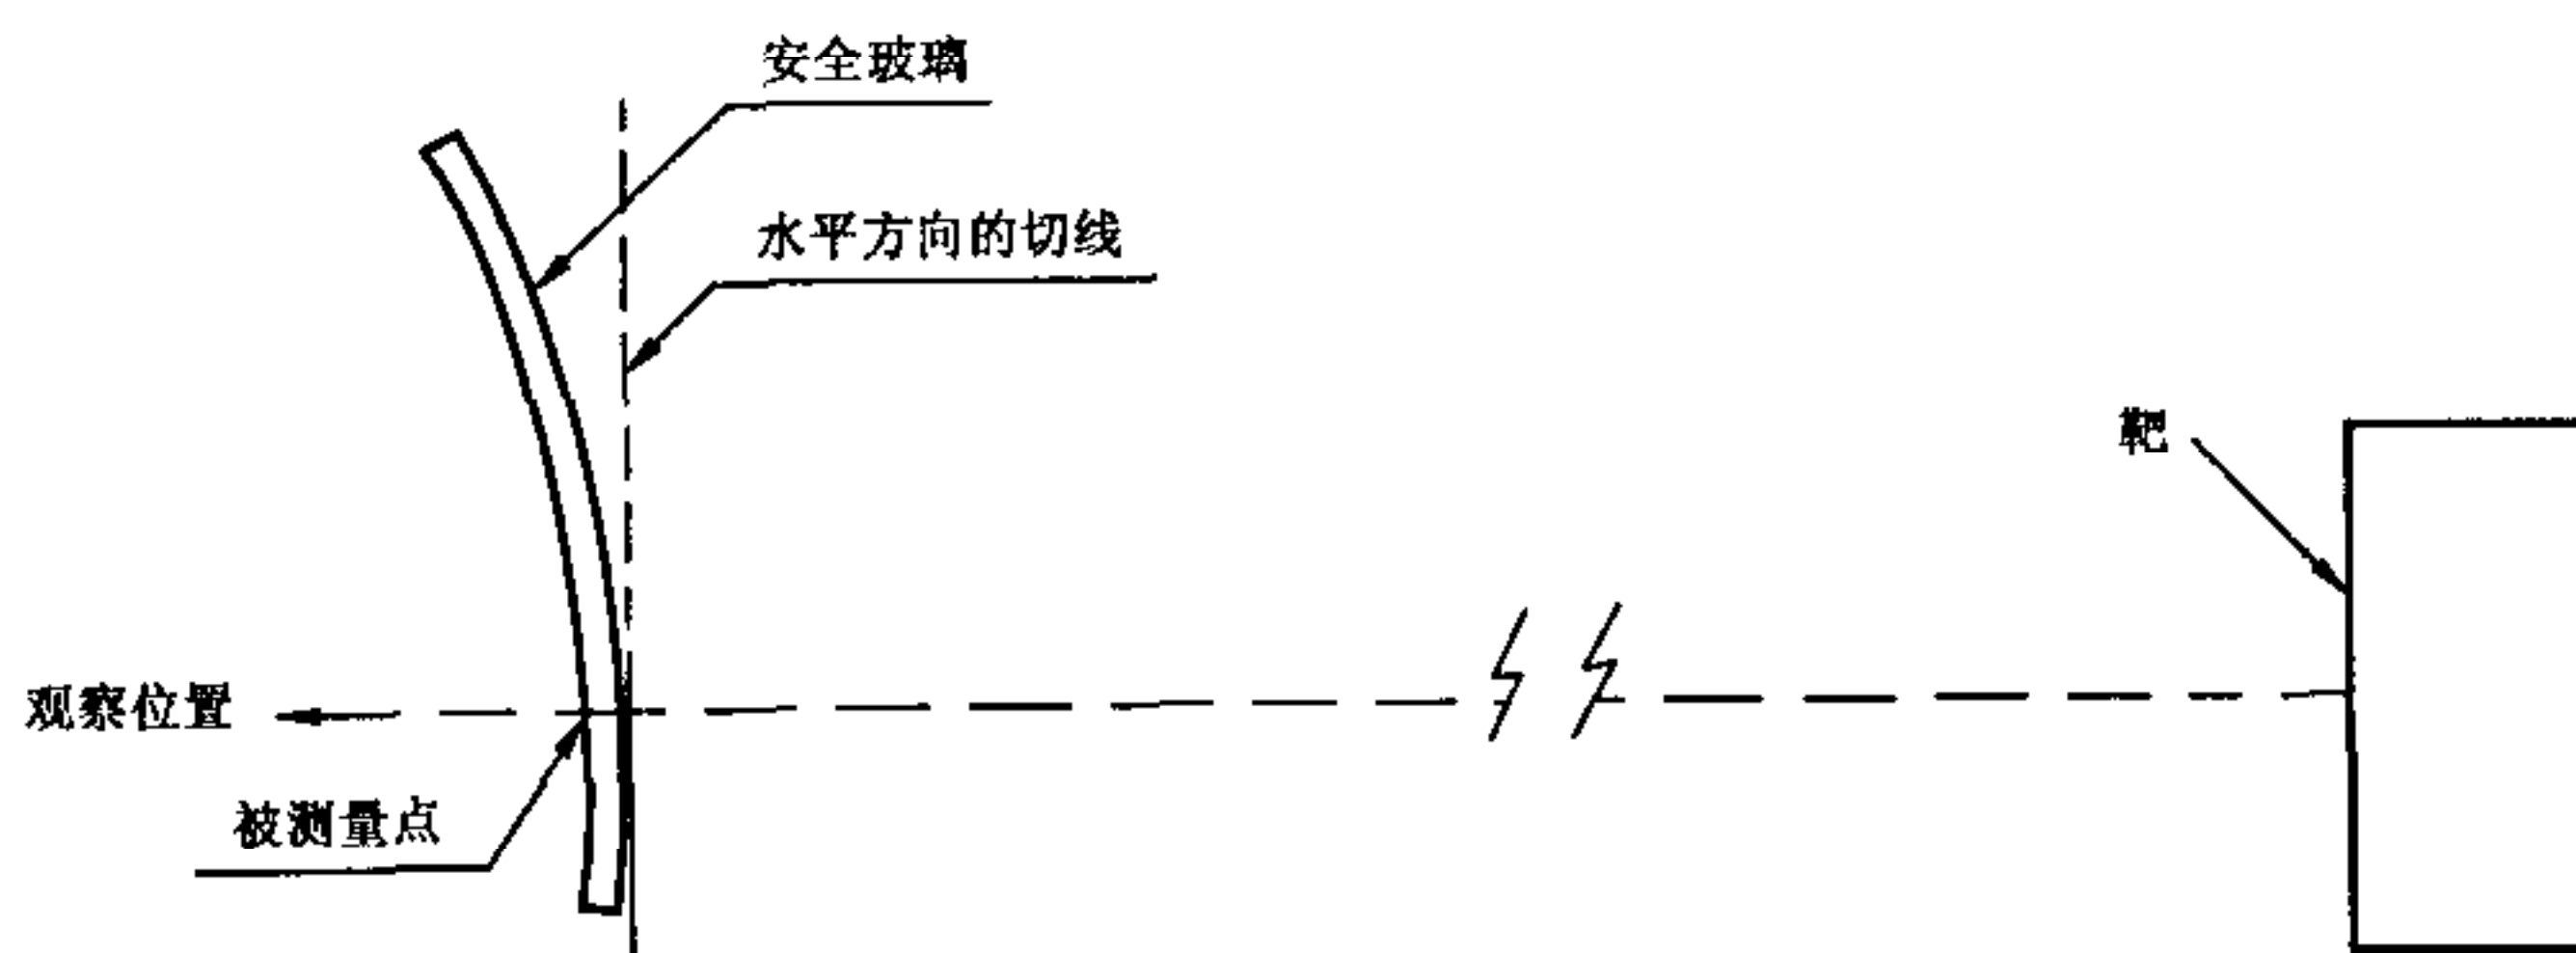 安全玻璃
水平方向的切线
靶
观察位置
被测量点